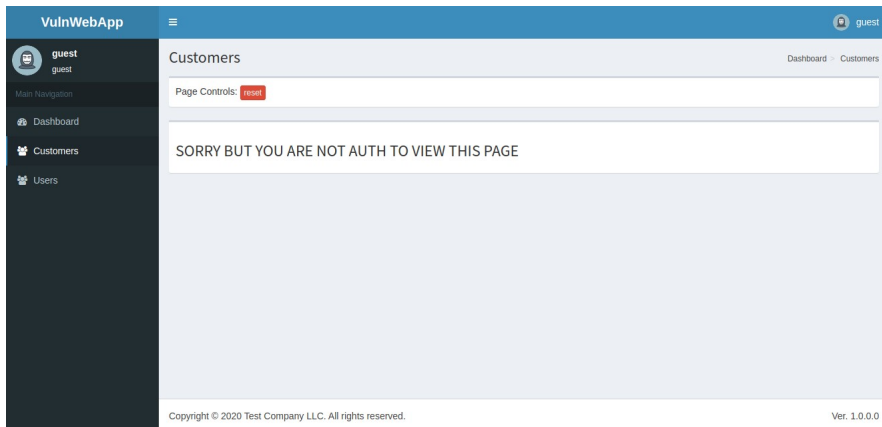 VulnWebApp
guest
guest
guest
Main Navigation
Dashboard
Customers
Users
Customers
Dashboard > Customers
Page Controls: reset
SORRY BUT YOU ARE NOT AUTH TO VIEW THIS PAGE
Copyright © 2020 Test Company LLC. All rights reserved.
Ver. 1.0.0.0